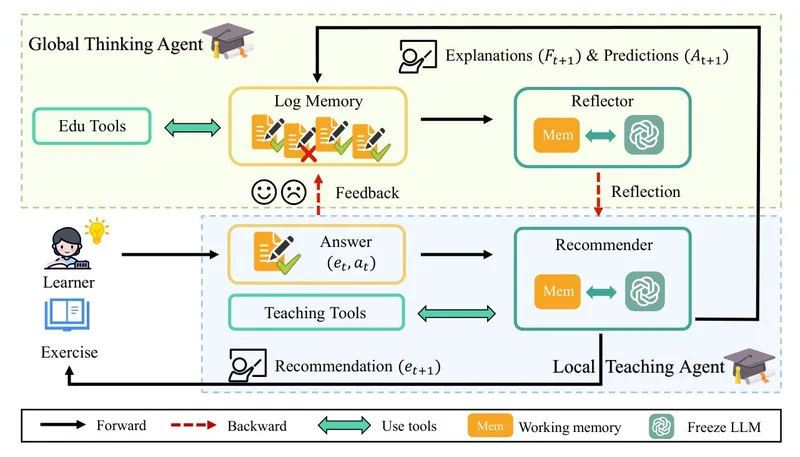 Global Thinking Agent
Explanations (F_{t+1}) & Predictions (A_{t+1})
Log Memory
Reflector
Edu Tools
Mem
Feedback
Reflection
Learner
Answer
(e_t, a_t)
Recommender
Mem
Teaching Tools
Exercise
Recommendation (e_{t+1})
Local Teaching Agent
Forward
Backward
Use tools
Mem
Working memory
Freeze LLM